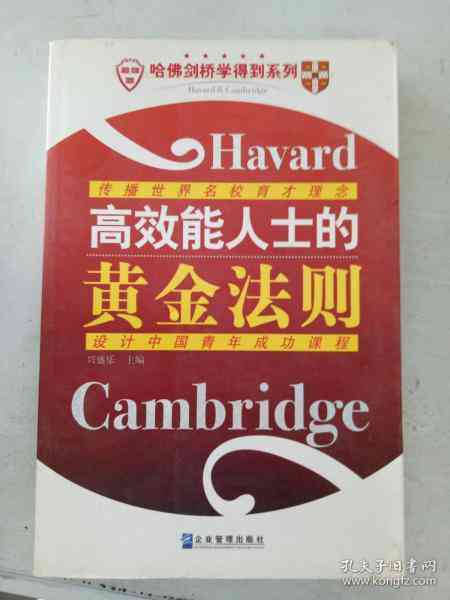 哈佛剑桥学得到系列
Havard & Cambridge
Havard
传播世界名校育才理念
高效能人士的
黄金法则
设计中国青年成功课程
兴盛乐 主编
Cambridge
企业管理出版社
孔夫子旧书网
www.kongfz.com